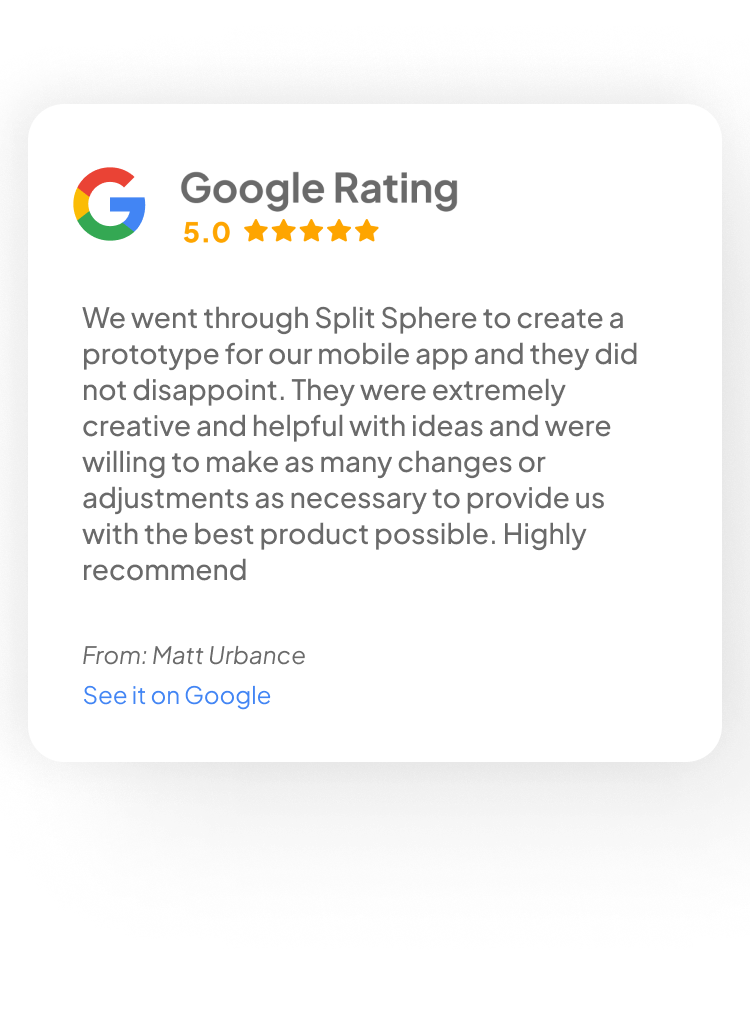 Google Rating
5.0
We went through Split Sphere to create a
prototype for our mobile app and they did
not disappoint. They were extremely
creative and helpful with ideas and were
willing to make as many changes or
adjustments as necessary to provide us
with the best product possible. Highly
recommend
From: Matt Urbance
See it on Google